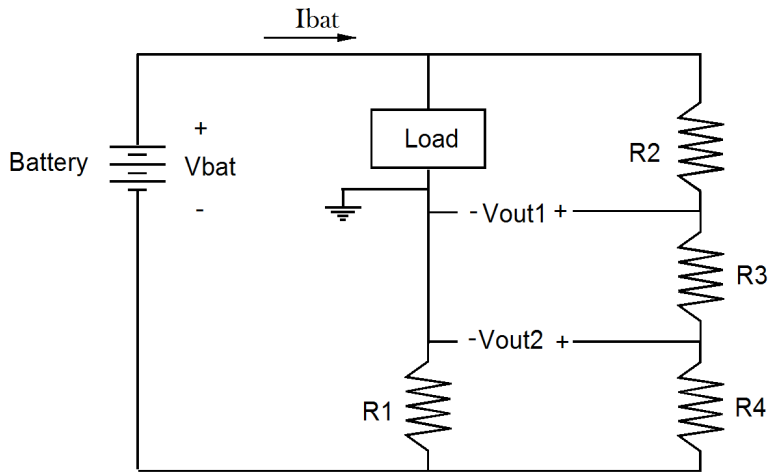 Ibat
Load
R2
Battery
+
Vbat
-
- Vout1 +
R3
- Vout2 +
R1
R4